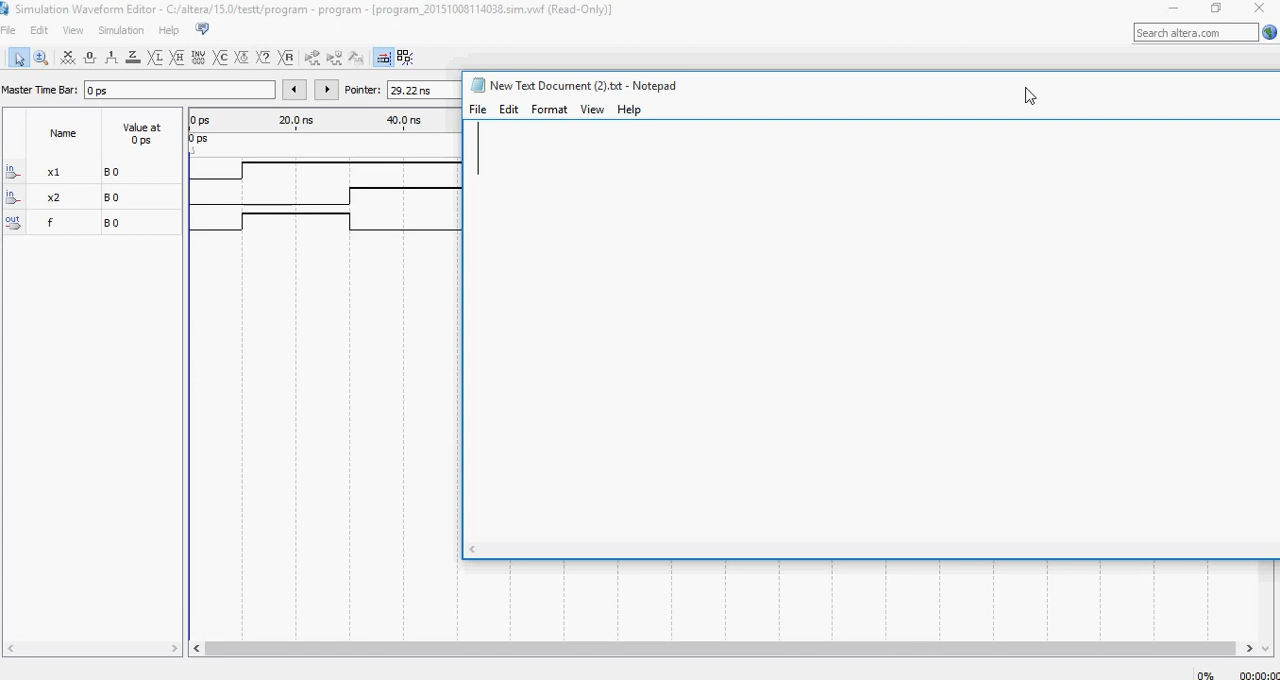 Simulation Waveform Editor - C:/altera/15.0/testt/program - program - [program_20151008114038.sim.vwf (Read-Only)]
File Edit View Simulation Help
Search altera.com
Master Time Bar: 0 ps Pointer: 29.22 ns
New Text Document (2).txt - Notepad
File Edit Format View Help
Name Value at 0 ps
0 ps 20.0 ns 40.0 ns
0 ps
in x1 B 0
in x2 B 0
out f B 0
0% 00:00:00